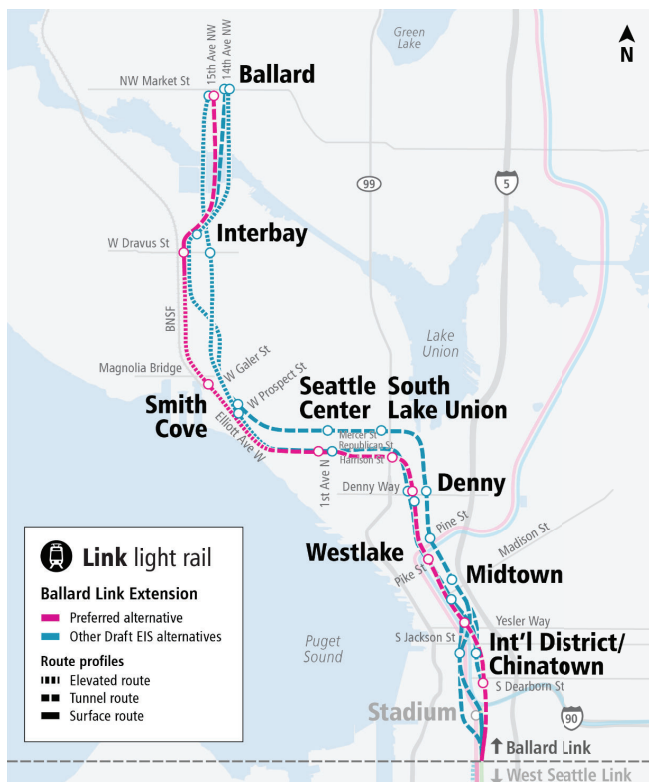 Green
Lake
N
15th Ave NW
14th Ave NW
Ballard
NW Market St
99
5
Interbay
W Dravus St
BNSF
Lake
Union
Magnolia Bridge
W Galer St
W Prospect St
Smith
Cove
Elliott Ave W
Seattle
Center
South
Lake Union
Mercer St
Republican St
Harrison St
1st Ave N
Denny Way
Denny
Pine St
Madison St
Westlake
Pike St
Midtown
Yesler Way
S Jackson St
Int'l District/
Chinatown
S Dearborn St
Puget
Sound
Stadium
90
↑ Ballard Link
↓ West Seattle Link
Link light rail
Ballard Link Extension
Preferred alternative
Other Draft EIS alternatives
Route profiles
Elevated route
Tunnel route
Surface route